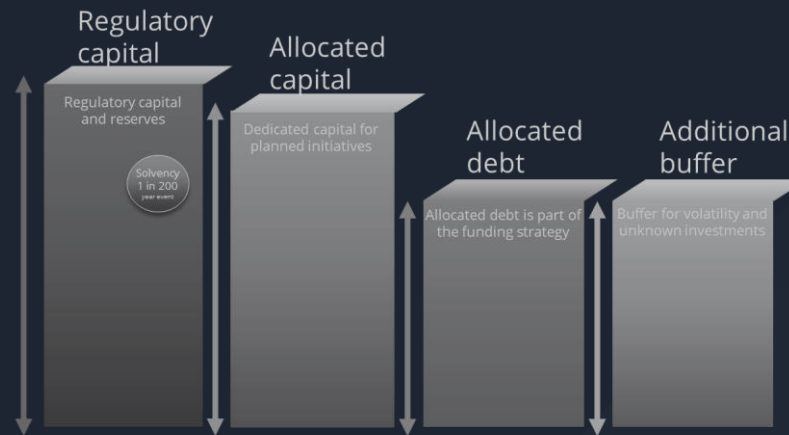 Regulatory
capital
Regulatory capital
and reserves
Solvency
1 in 200
year event
Allocated
capital
Dedicated capital for
planned initiatives
Allocated
debt
Allocated debt is part of
the funding strategy
Additional
buffer
Buffer for volatility and
unknown investments